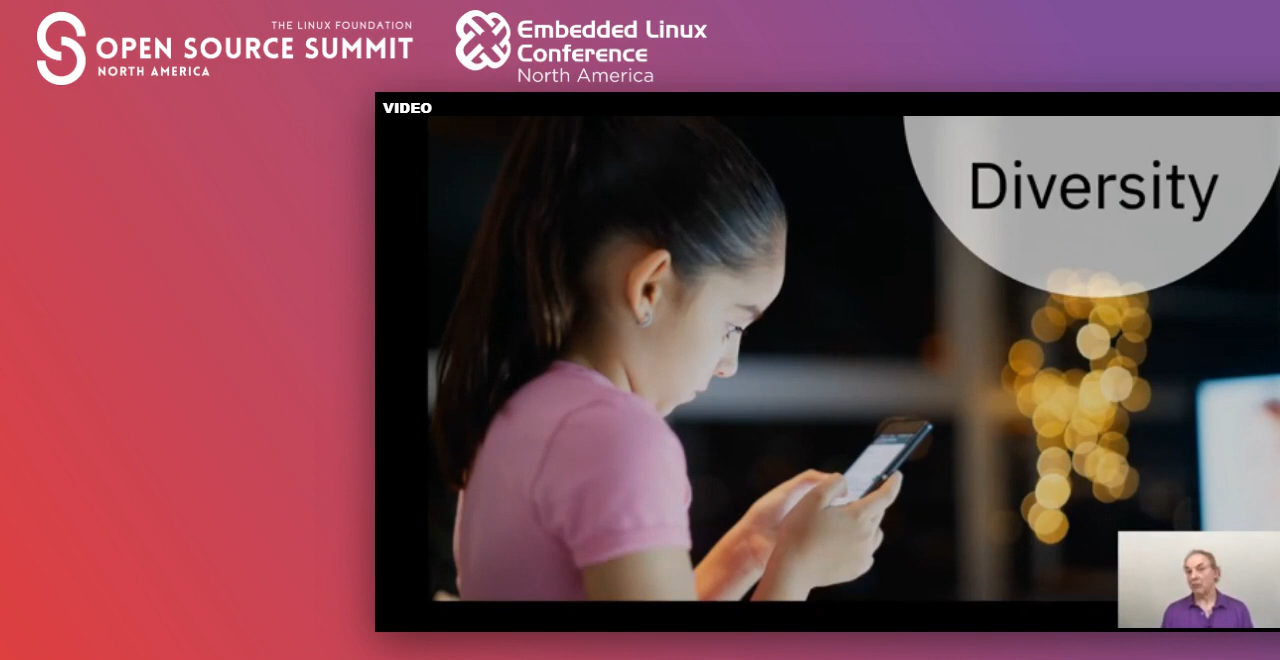 THE LINUX FOUNDATION
OPEN SOURCE SUMMIT
NORTH AMERICA
Embedded Linux
Conference
North America
VIDEO
Diversity